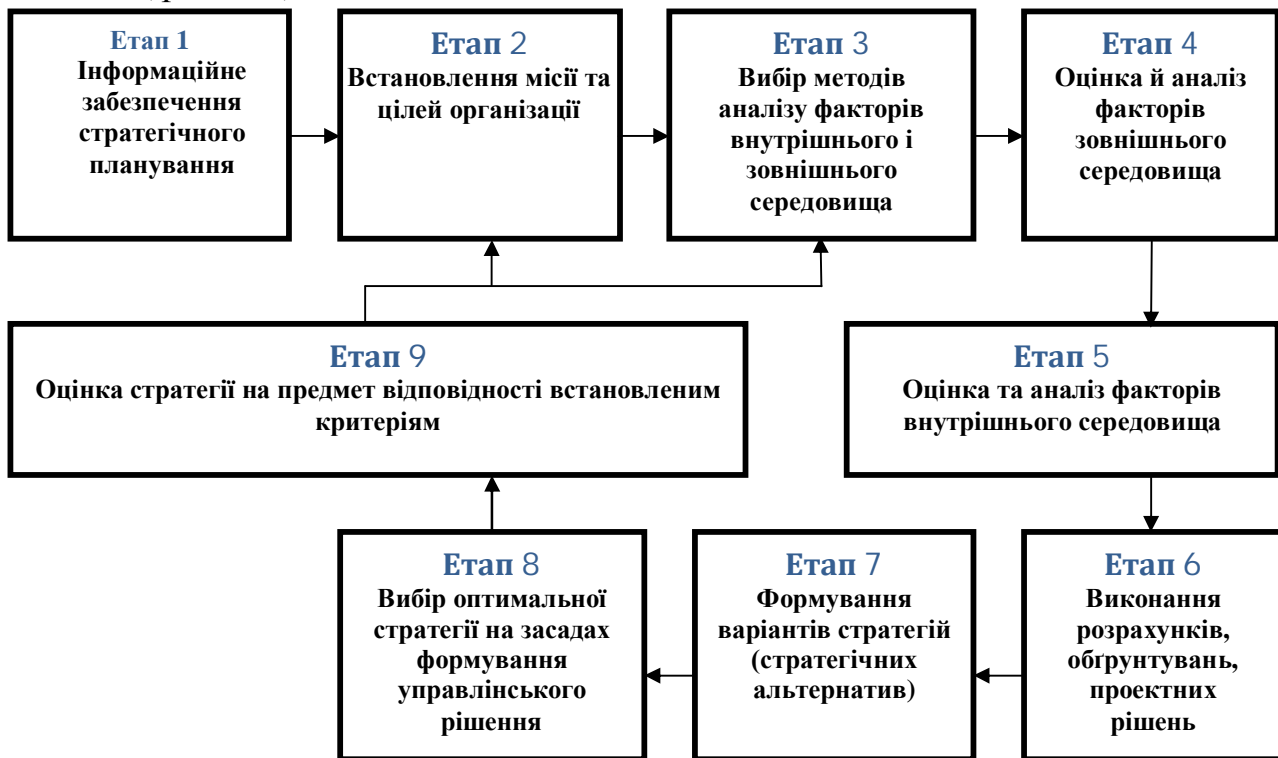 Етап 1
Інформаційне
забезпечення
стратегічного
планування
Етап 2
Встановлення місії та
цілей організації
Етап 3
Вибір методів
аналізу факторів
внутрішнього і
зовнішнього
середовища
Етап 4
Оцінка й аналіз
факторів
зовнішнього
середовища
Етап 9
Оцінка стратегії на предмет відповідності встановленим
критеріям
Етап 5
Оцінка та аналіз факторів
внутрішнього середовища
Етап 8
Вибір оптимальної
стратегії на засадах
формування
управлінського
рішення
Етап 7
Формування
варіантів стратегій
(стратегічних
альтернатив)
Етап 6
Виконання
розрахунків,
обґрунтувань,
проектних
рішень